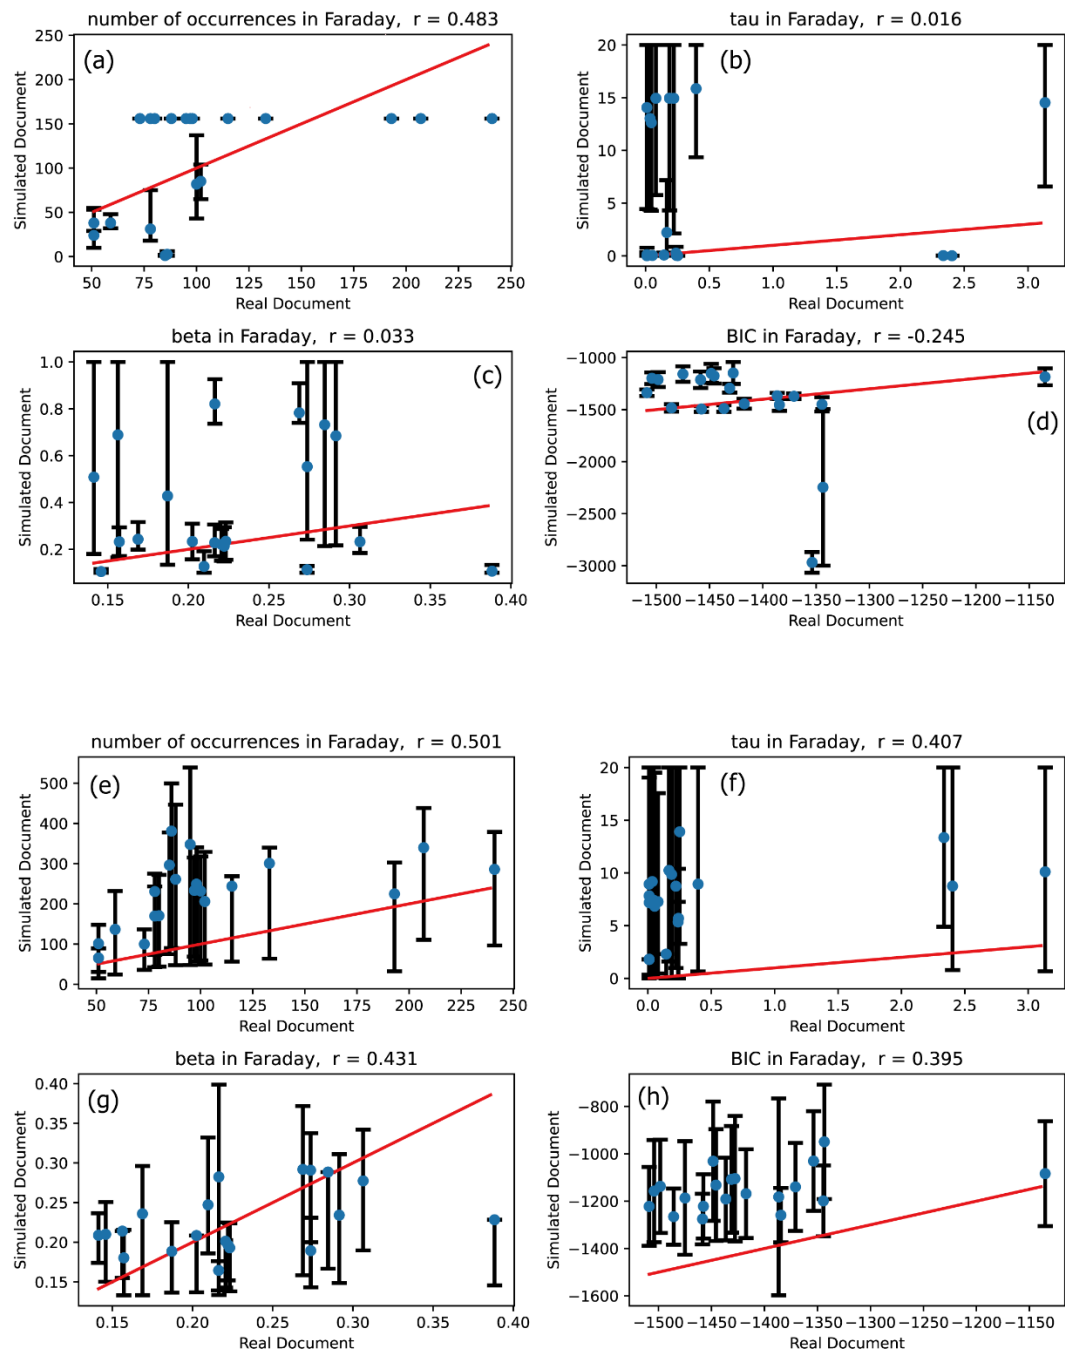 number of occurrences in Faraday, r = 0.483
(a)
Simulated Document
250
200
150
100
50
0
50 75 100 125 150 175 200 225 250
Real Document
tau in Faraday, r = 0.016
(b)
Simulated Document
20
15
10
5
0
0.0 0.5 1.0 1.5 2.0 2.5 3.0
Real Document
beta in Faraday, r = 0.033
(c)
Simulated Document
1.0
0.8
0.6
0.4
0.2
0.15 0.20 0.25 0.30 0.35 0.40
Real Document
BIC in Faraday, r = -0.245
(d)
Simulated Document
−1000
−1500
−2000
−2500
−3000
−1500 −1450 −1400 −1350 −1300 −1250 −1200 −1150
Real Document
number of occurrences in Faraday, r = 0.501
(e)
Simulated Document
500
400
300
200
100
0
50 75 100 125 150 175 200 225 250
Real Document
tau in Faraday, r = 0.407
(f)
Simulated Document
20
15
10
5
0
0.0 0.5 1.0 1.5 2.0 2.5 3.0
Real Document
beta in Faraday, r = 0.431
(g)
Simulated Document
0.40
0.35
0.30
0.25
0.20
0.15
0.15 0.20 0.25 0.30 0.35 0.40
Real Document
BIC in Faraday, r = 0.395
(h)
Simulated Document
−800
−1000
−1200
−1400
−1600
−1500 −1450 −1400 −1350 −1300 −1250 −1200 −1150
Real Document